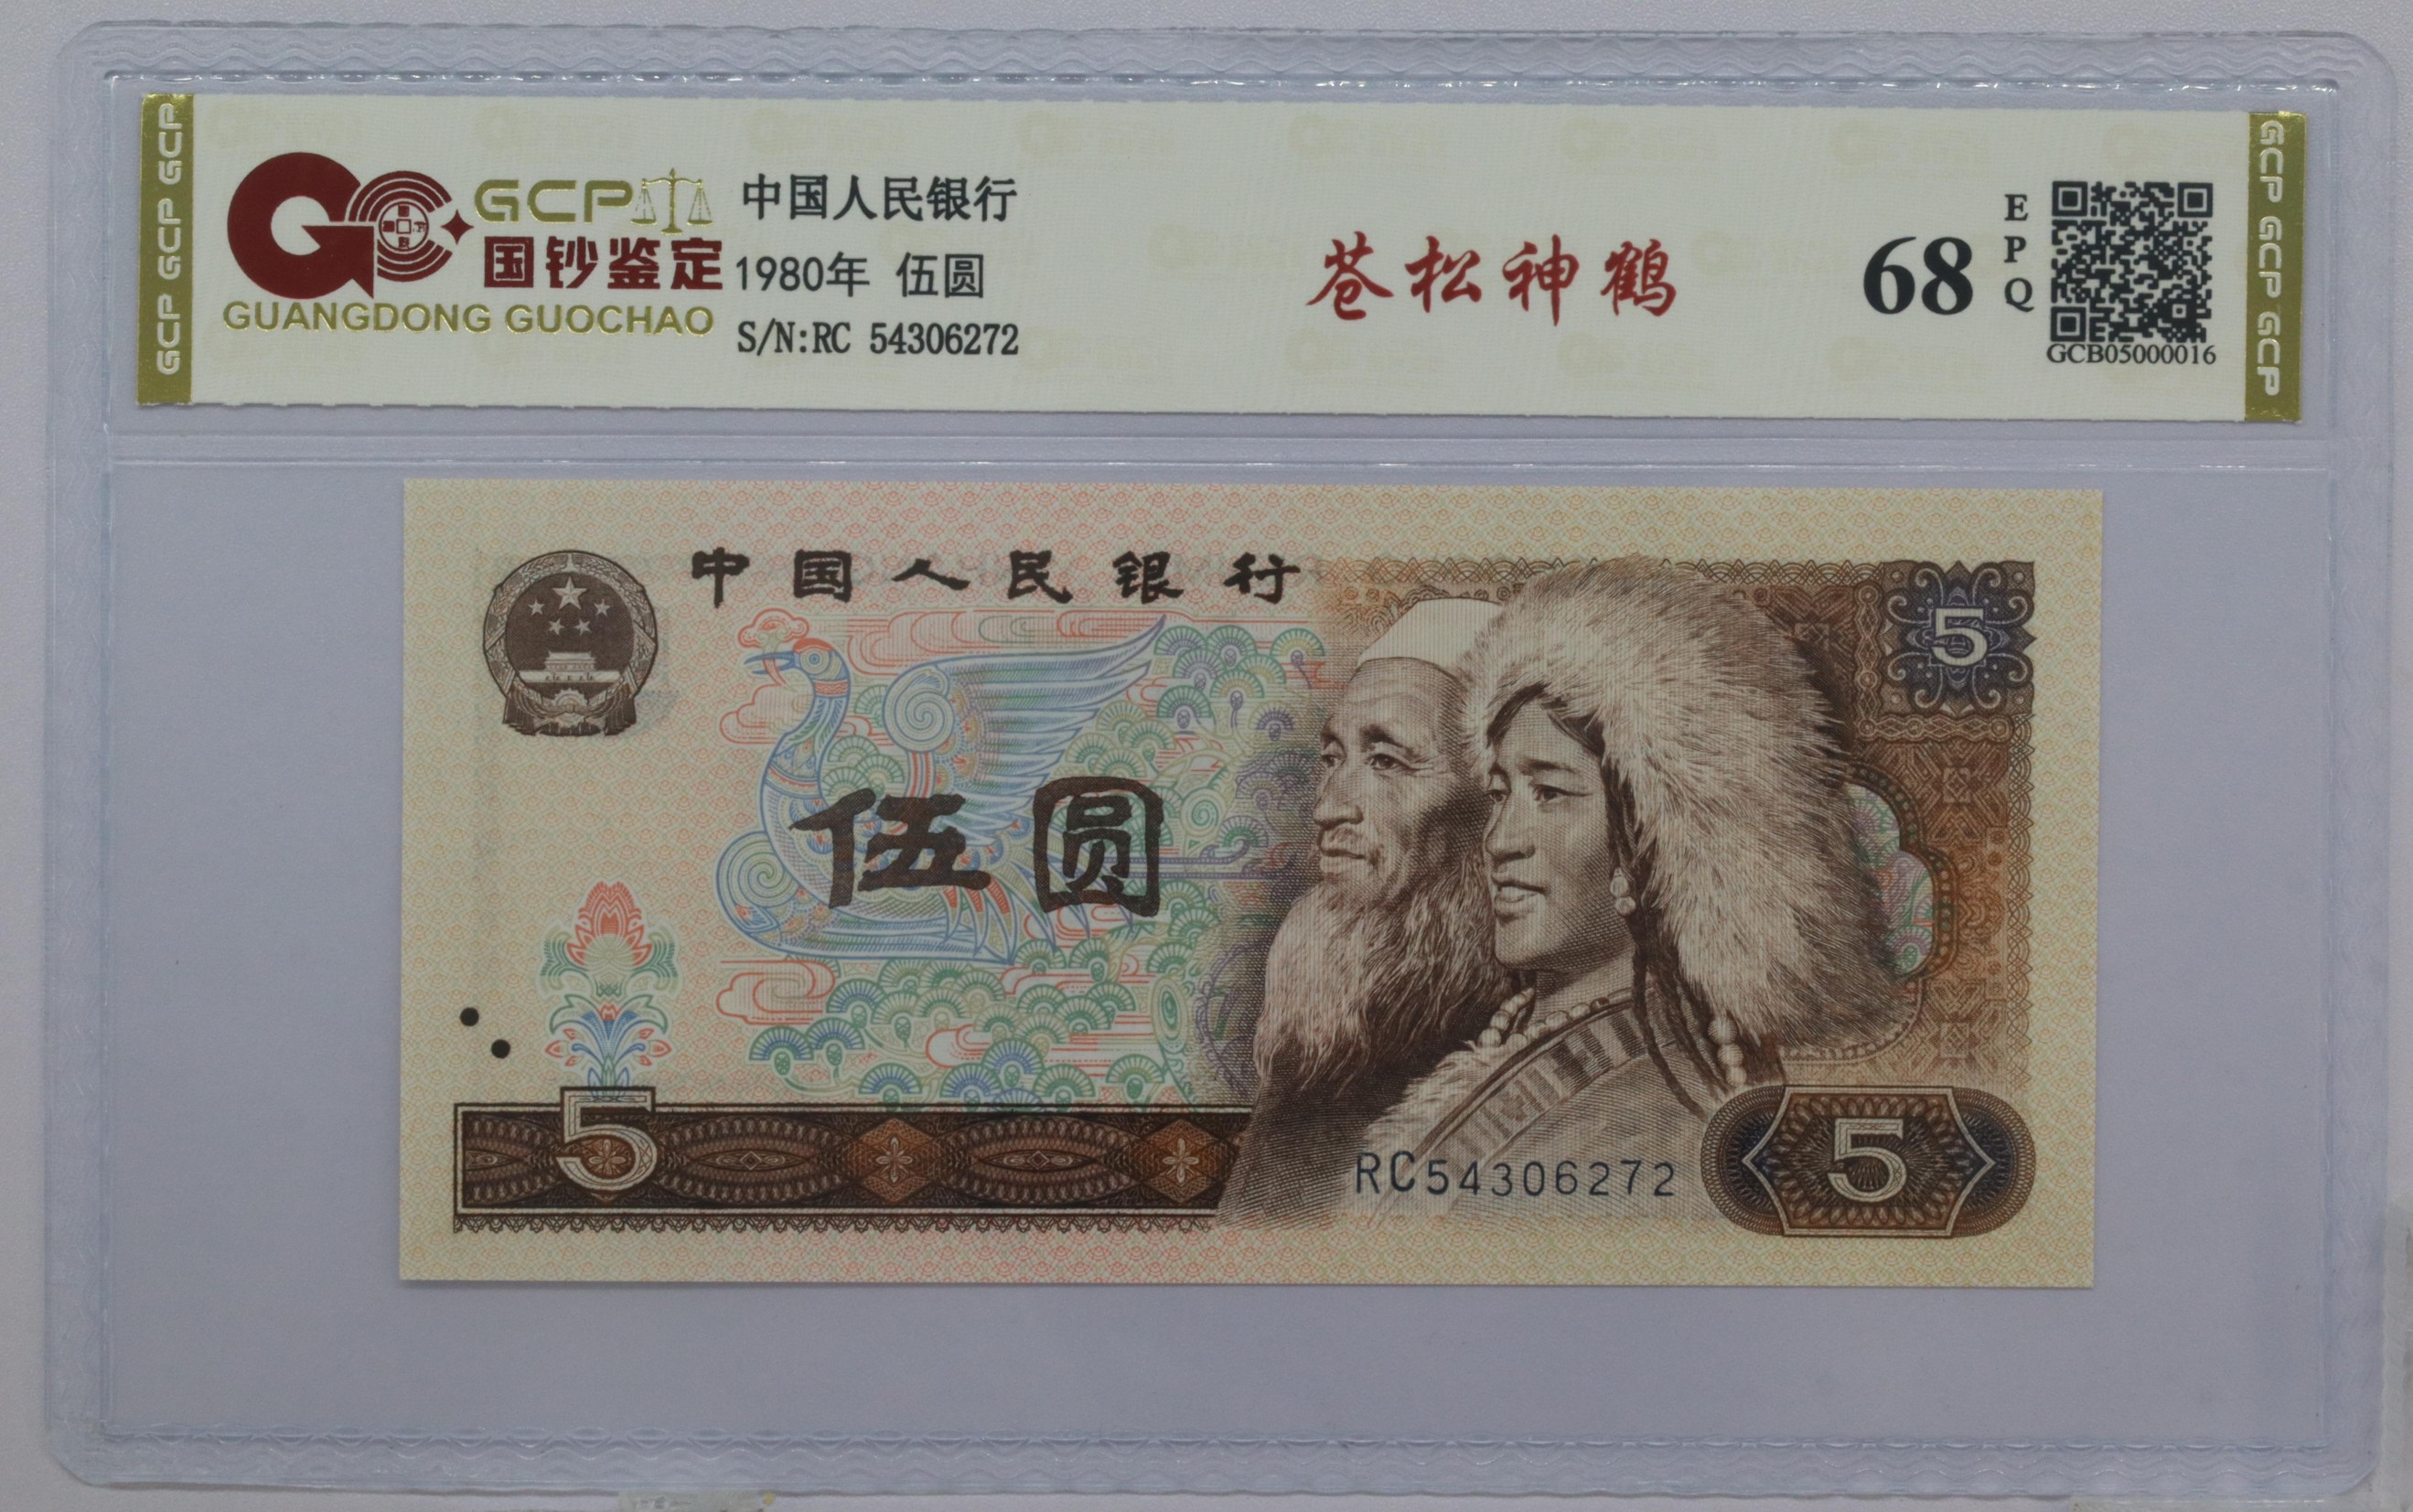 GCP GCP GCP
GCP
国钞鉴定
GUANGDONG GUOCHAO
中国人民银行
1980年 伍圆
S/N:RC 54306272
苍松神鹤
68
EPQ
GCB05000016
GCP GCP GCP
中国人民银行
5
伍圆
5
RC54306272
5